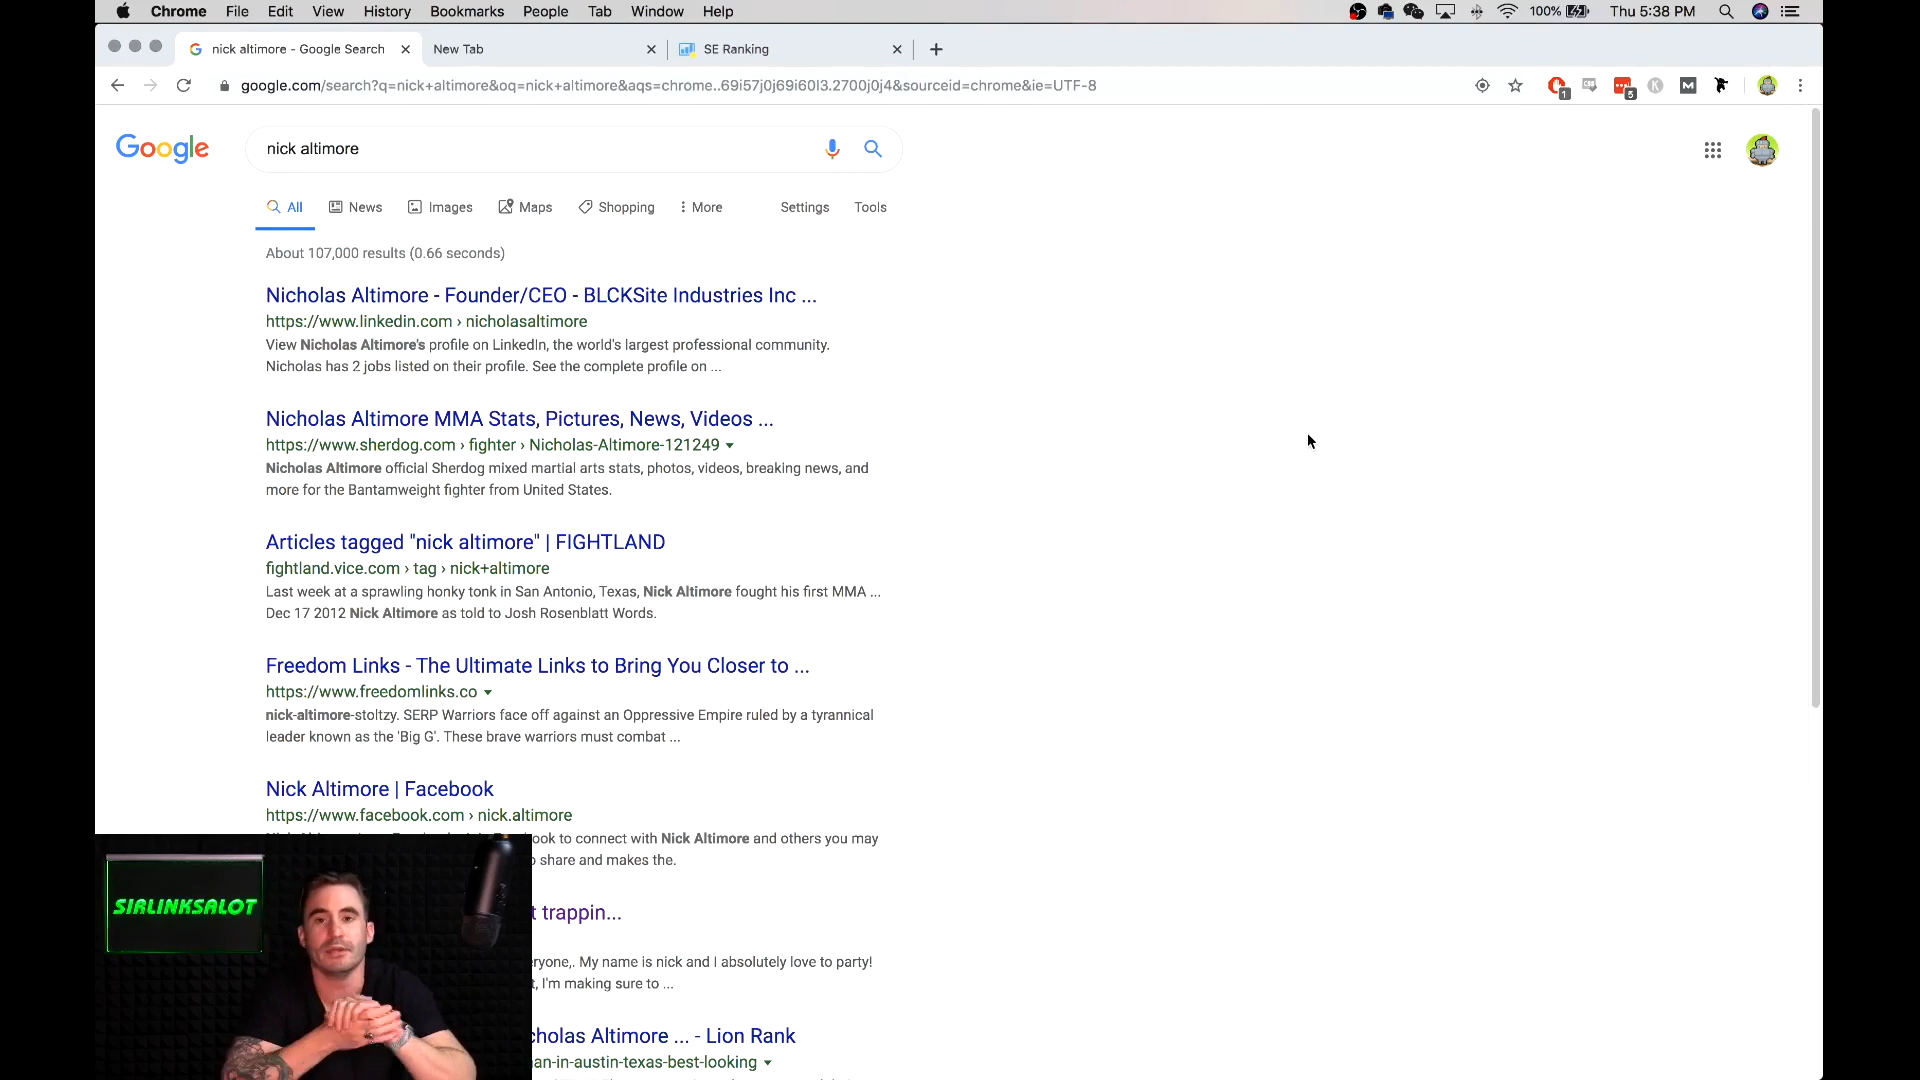 Chrome File Edit View History Bookmarks People Tab Window Help 100% Thu 5:38 PM
nick altimore - Google Search New Tab SE Ranking
google.com/search?q=nick+altimore&oq=nick+altimore&aqs=chrome..69i57j0j69i60l3.2700j0j4&sourceid=chrome&ie=UTF-8
1 5
Google nick altimore
All News Images Maps Shopping More Settings Tools
About 107,000 results (0.66 seconds)
Nicholas Altimore - Founder/CEO - BLCKSite Industries Inc ...
https://www.linkedin.com › nicholasaltimore
View Nicholas Altimore's profile on LinkedIn, the world's largest professional community.
Nicholas has 2 jobs listed on their profile. See the complete profile on ...
Nicholas Altimore MMA Stats, Pictures, News, Videos ...
https://www.sherdog.com › fighter › Nicholas-Altimore-121249
Nicholas Altimore official Sherdog mixed martial arts stats, photos, videos, breaking news, and
more for the Bantamweight fighter from United States.
Articles tagged "nick altimore" | FIGHTLAND
fightland.vice.com › tag › nick+altimore
Last week at a sprawling honky tonk in San Antonio, Texas, Nick Altimore fought his first MMA ...
Dec 17 2012 Nick Altimore as told to Josh Rosenblatt Words.
Freedom Links - The Ultimate Links to Bring You Closer to ...
https://www.freedomlinks.co
nick-altimore-stoltzy. SERP Warriors face off against an Oppressive Empire ruled by a tyrannical
leader known as the 'Big G'. These brave warriors must combat ...
Nick Altimore | Facebook
https://www.facebook.com › nick.altimore
ook to connect with Nick Altimore and others you may
share and makes the.
t trappin...
ryone,. My name is nick and I absolutely love to party!
t, I'm making sure to ...
cholas Altimore ... - Lion Rank
an-in-austin-texas-best-looking
SIRLINKSALOT